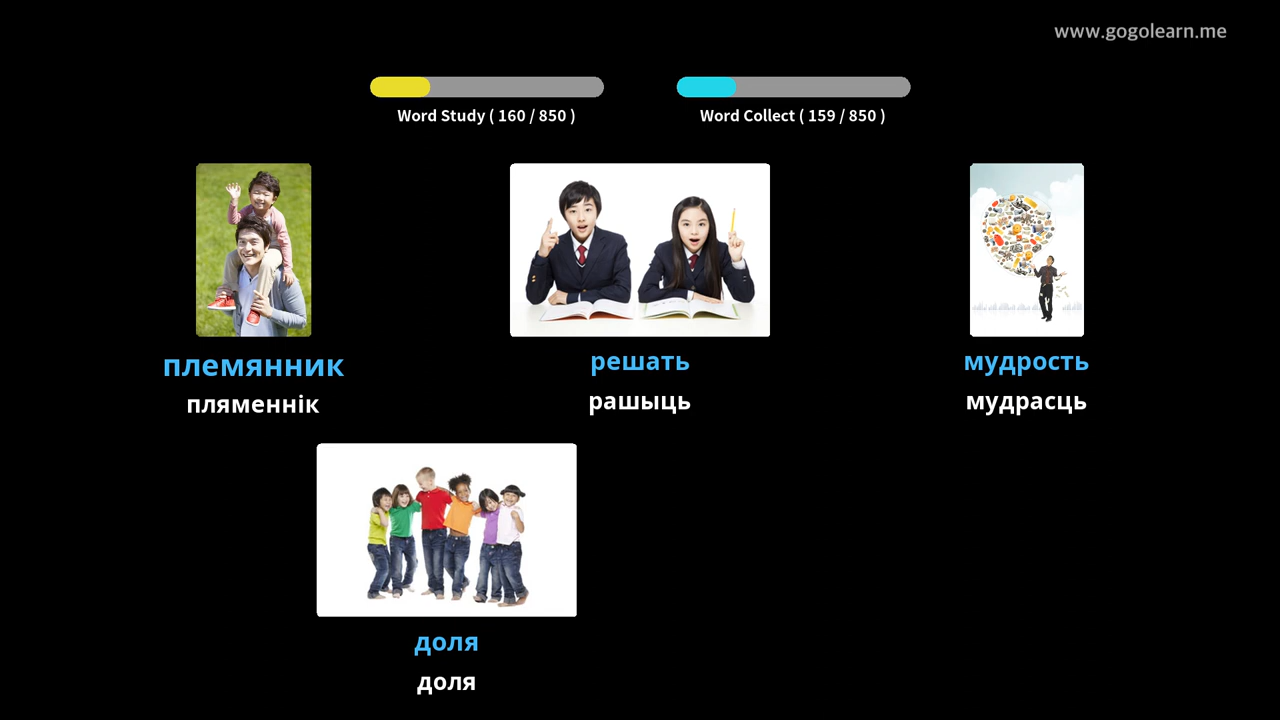 www.gogolearn.me
Word Study ( 160 / 850 )
Word Collect ( 159 / 850 )
племянник
пляменнік
решать
рашыць
мудрость
мудрасць
доля
доля